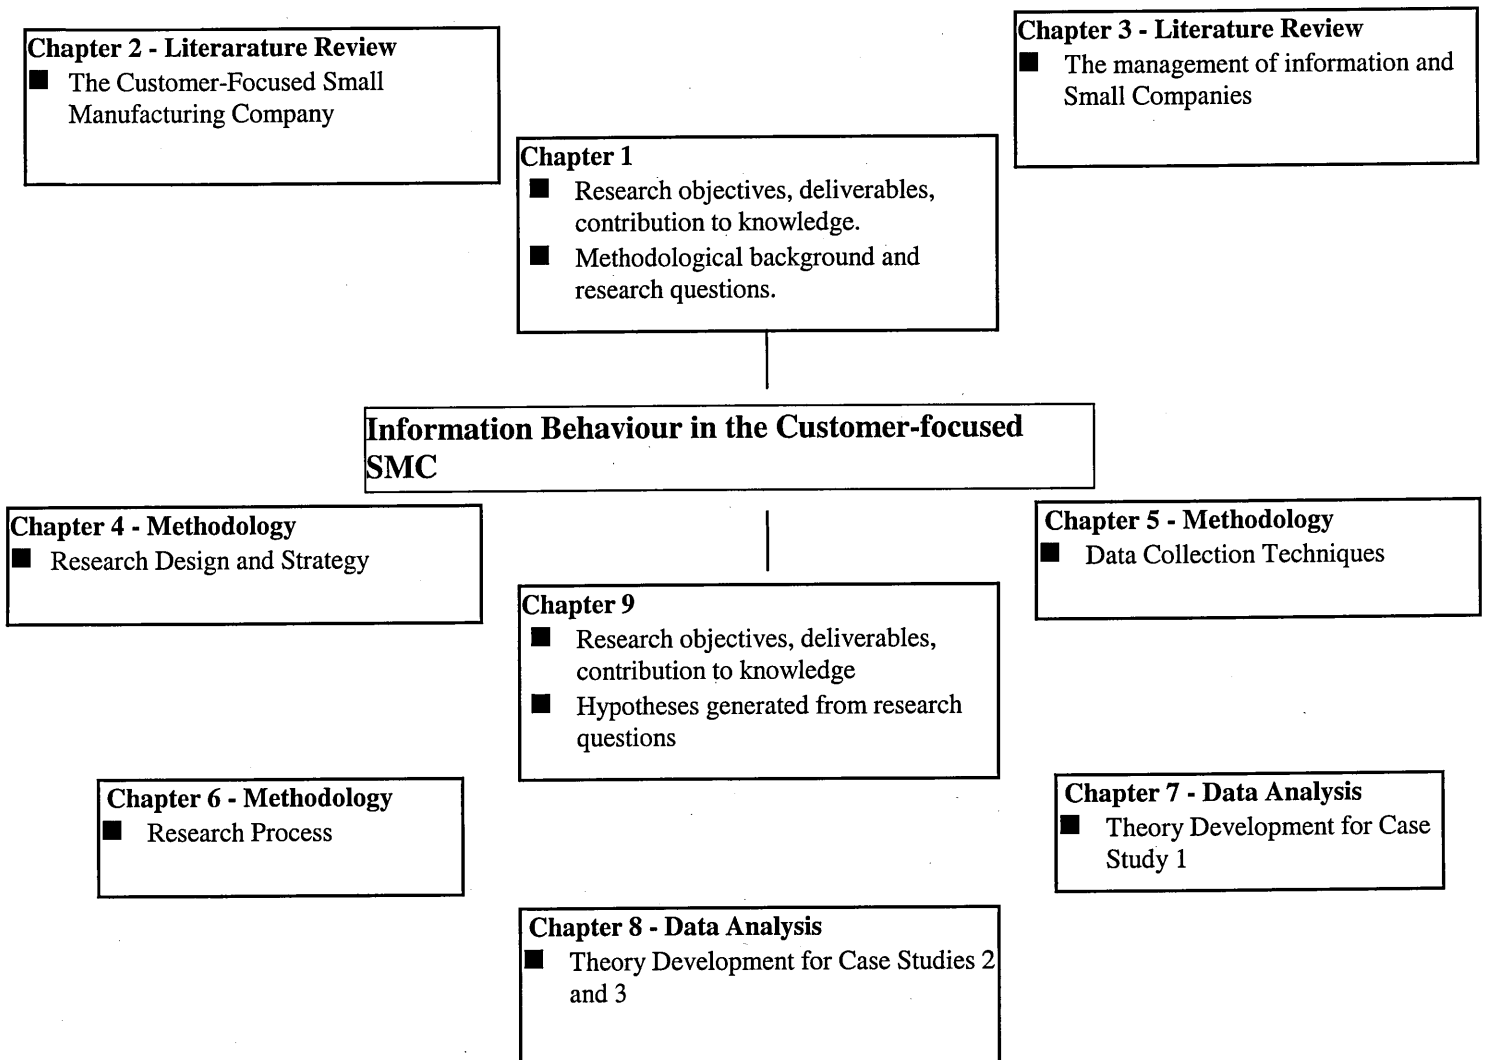 Chapter 2 - Literarature Review
■ The Customer-Focused Small
Manufacturing Company
Chapter 3 - Literature Review
■ The management of information and
Small Companies
Chapter 1
■ Research objectives, deliverables,
contribution to knowledge.
■ Methodological background and
research questions.
Information Behaviour in the Customer-focused
SMC
Chapter 4 - Methodology
■ Research Design and Strategy
Chapter 5 - Methodology
■ Data Collection Techniques
Chapter 9
■ Research objectives, deliverables,
contribution to knowledge
■ Hypotheses generated from research
questions
Chapter 6 - Methodology
■ Research Process
Chapter 7 - Data Analysis
■ Theory Development for Case
Study 1
Chapter 8 - Data Analysis
■ Theory Development for Case Studies 2
and 3